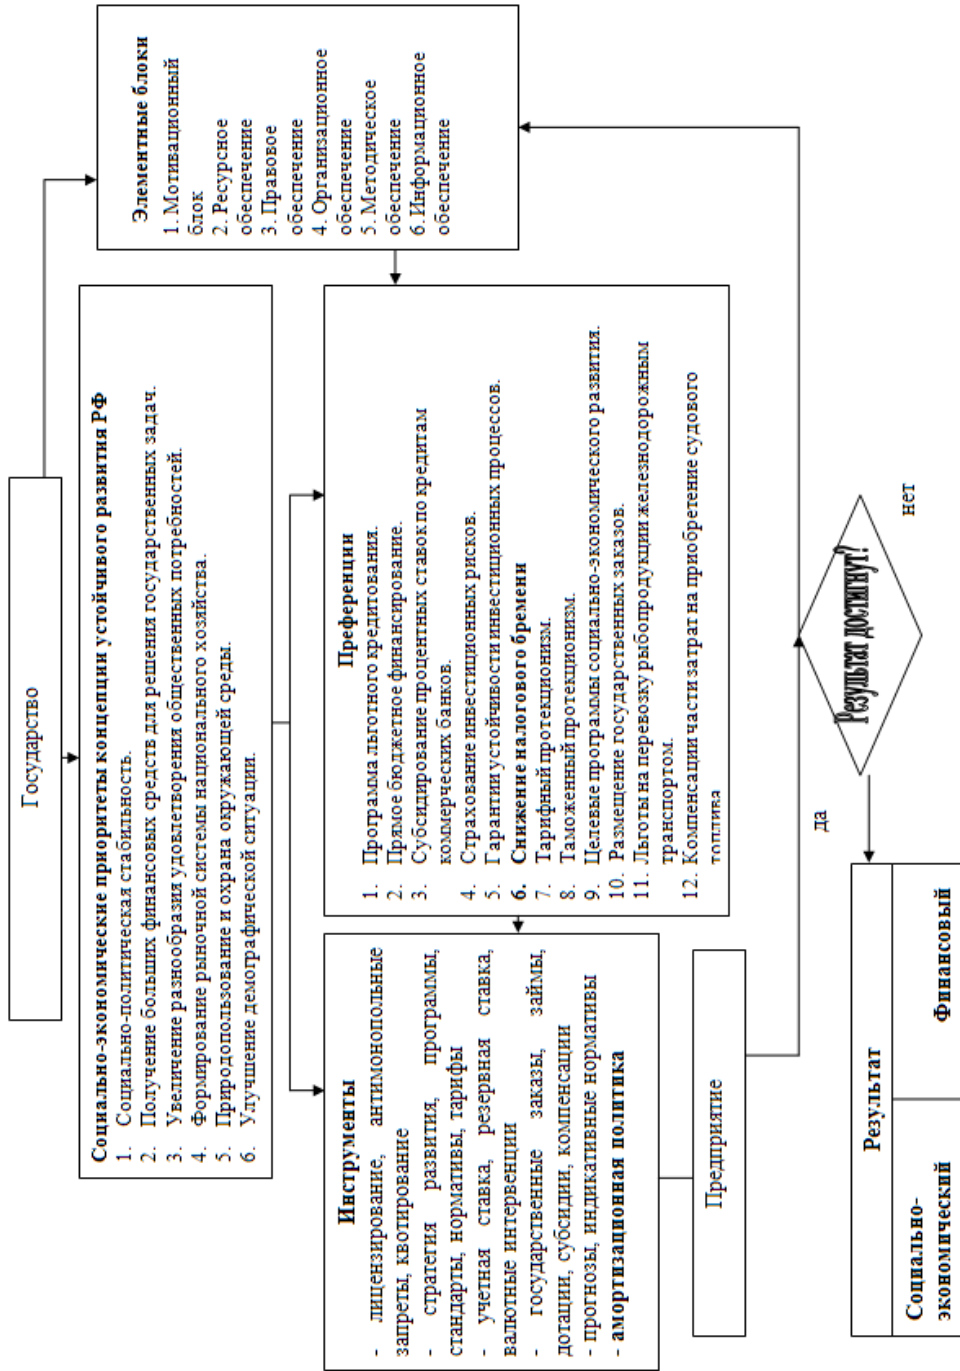 Государство
Социально-экономические приоритеты концепции устойчивого развития РФ
1. Социально-политическая стабильность.
2. Получение больших финансовых средств для решения государственных задач.
3. Увеличение разнообразия удовлетворения общественных потребностей.
4. Формирование рыночной системы национального хозяйства.
5. Природопользование и охрана окружающей среды.
6. Улучшение демографической ситуации.
Элементные блоки
1. Мотивационный
блок
2. Ресурсное
обеспечение
3. Правовое
обеспечение
4. Организационное
обеспечение
5. Методическое
обеспечение
6. Информационное
обеспечение
Инструменты
- лицензирование, антимонопольные
запреты, квотирование
- стратегия развития, программы,
стандарты, нормативы, тарифы
- учетная ставка, резервная ставка,
валютные интервенции
- государственные заказы, займы,
дотации, субсидии, компенсации
- прогнозы, индикативные нормативы
- амортизационная политика
Преференции
1. Программа льготного кредитования.
2. Прямое бюджетное финансирование.
3. Субсидирование процентных ставок по кредитам
коммерческих банков.
4. Страхование инвестиционных рисков.
5. Гарантии устойчивости инвестиционных процессов.
6. Снижение налогового бремени
7. Тарифный протекционизм.
8. Таможенный протекционизм.
9. Целевые программы социально-экономического развития.
10. Размещение государственных заказов.
11. Льготы на перевозку рыбопродукции железнодорожным
транспортом.
12. Компенсации части затрат на приобретение судового
топлива
Предприятие
Результат достигнут?
да
нет
Результат
Социально-
экономический
Финансовый